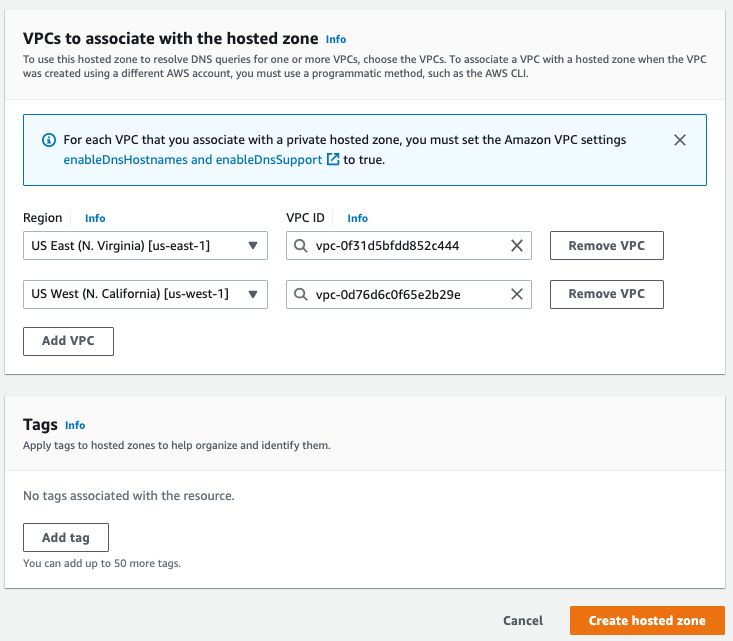 VPCs to associate with the hosted zone Info
To use this hosted zone to resolve DNS queries for one or more VPCs, choose the VPCs. To associate a VPC with a hosted zone when the VPC
was created using a different AWS account, you must use a programmatic method, such as the AWS CLI.
For each VPC that you associate with a private hosted zone, you must set the Amazon VPC settings
enableDnsHostnames and enableDnsSupport to true.
Region Info VPC ID Info
US East (N. Virginia) [us-east-1] vpc-0f31d5bfdd852c444 Remove VPC
US West (N. California) [us-west-1] vpc-0d76d6c0f65e2b29e Remove VPC
Add VPC
Tags Info
Apply tags to hosted zones to help organize and identify them.
No tags associated with the resource.
Add tag
You can add up to 50 more tags.
Cancel Create hosted zone